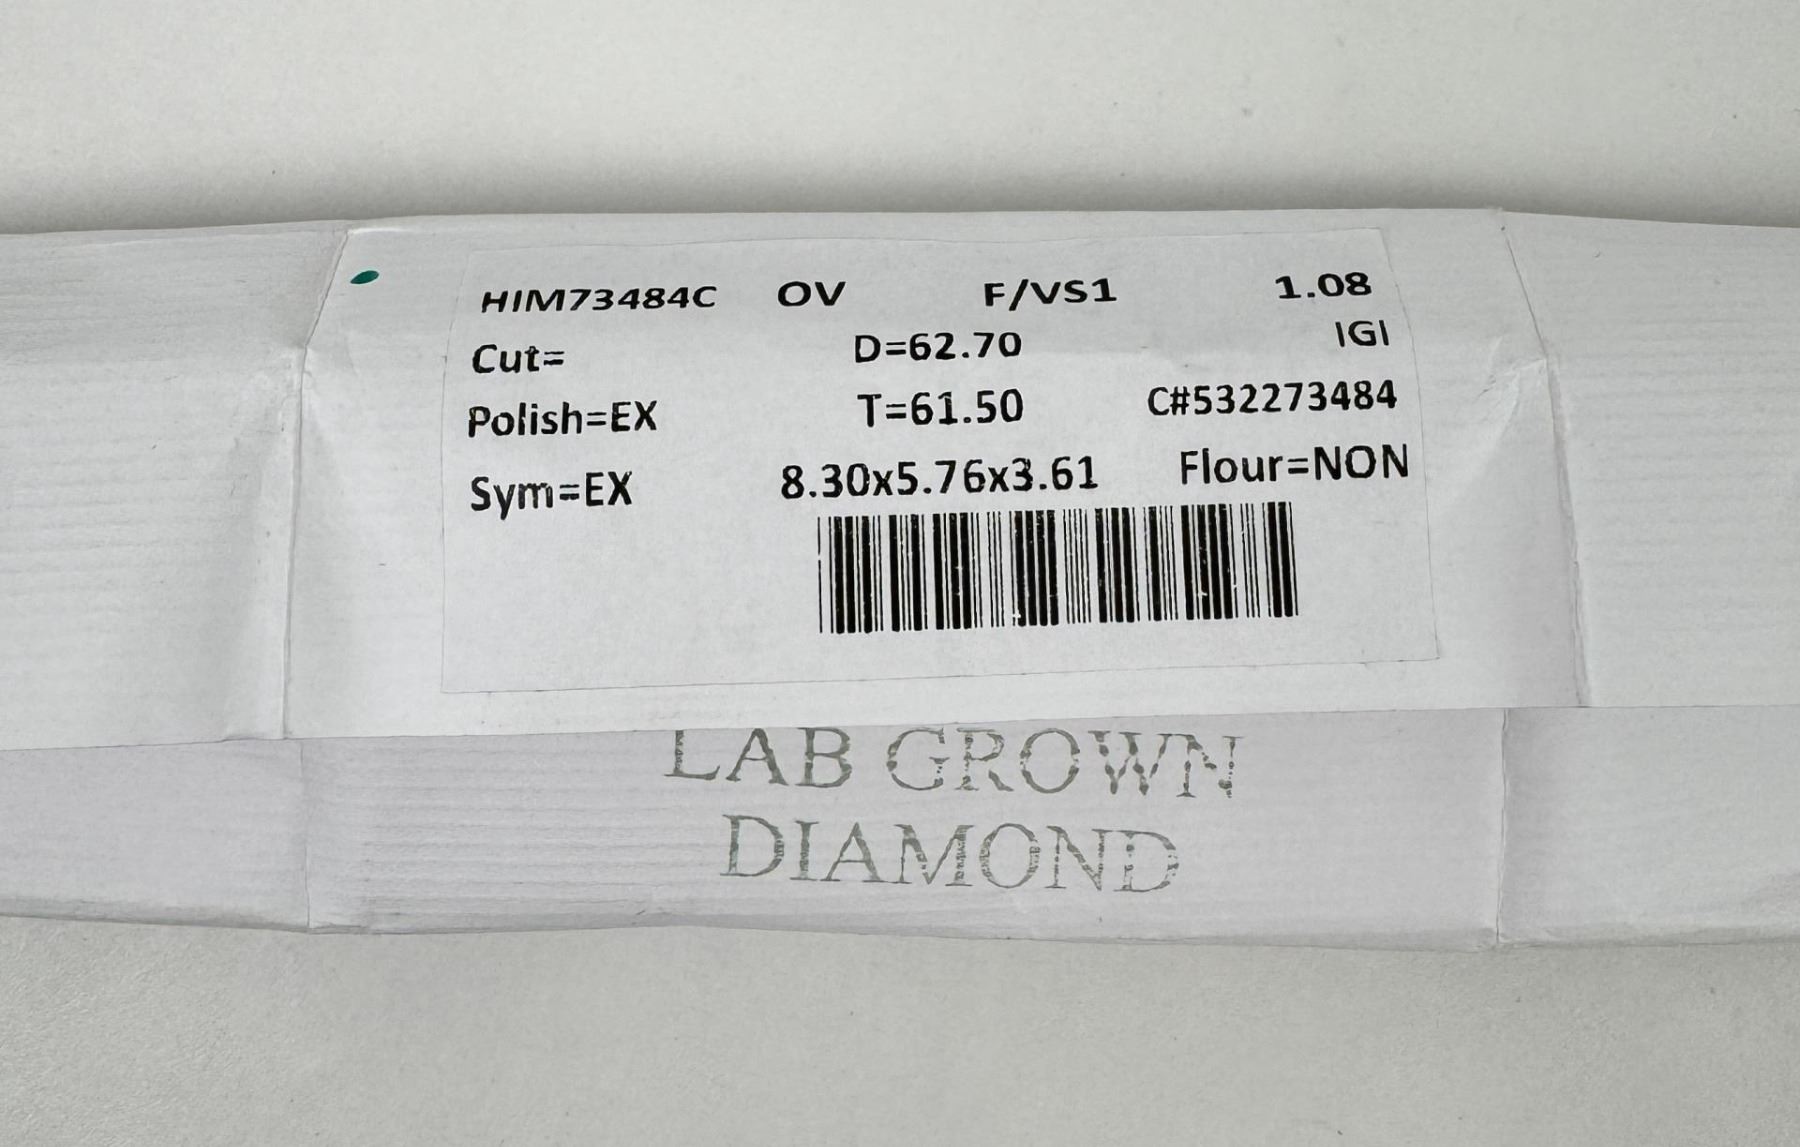 HIM73484C OV F/VS1 1.08
Cut= D=62.70 IGI
Polish=EX T=61.50 C#532273484
Sym=EX 8.30x5.76x3.61 Flour=NON
LAB GROWN
DIAMOND